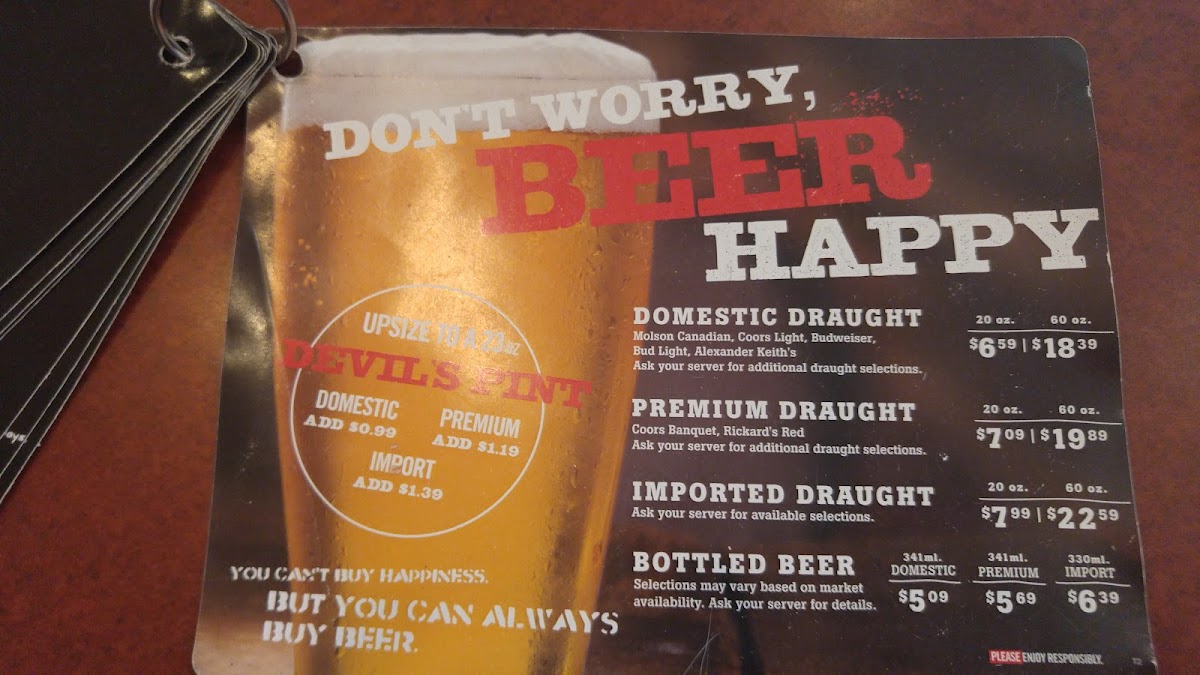 DON'T WORRY,
BEER
HAPPY
UPSIZE TO A 23oz
DEVIL'S PINT
DOMESTIC
ADD $0.99
PREMIUM
ADD $1.19
IMPORT
ADD $1.39
YOU CAN'T BUY HAPPINESS.
BUT YOU CAN ALWAYS
BUY BEER.
DOMESTIC DRAUGHT
Molson Canadian, Coors Light, Budweiser,
Bud Light, Alexander Keith's
Ask your server for additional draught selections.
20 oz. 60 oz.
$6 59 | $18 39
PREMIUM DRAUGHT
Coors Banquet, Rickard's Red
Ask your server for additional draught selections.
20 oz. 60 oz.
$7 09 | $19 89
IMPORTED DRAUGHT
Ask your server for available selections.
20 oz. 60 oz.
$7 99 | $22 59
BOTTLED BEER
Selections may vary based on market
availability. Ask your server for details.
341ml. 341ml. 330ml.
DOMESTIC PREMIUM IMPORT
$5 09 $5 69 $6 39
PLEASE ENJOY RESPONSIBLY.